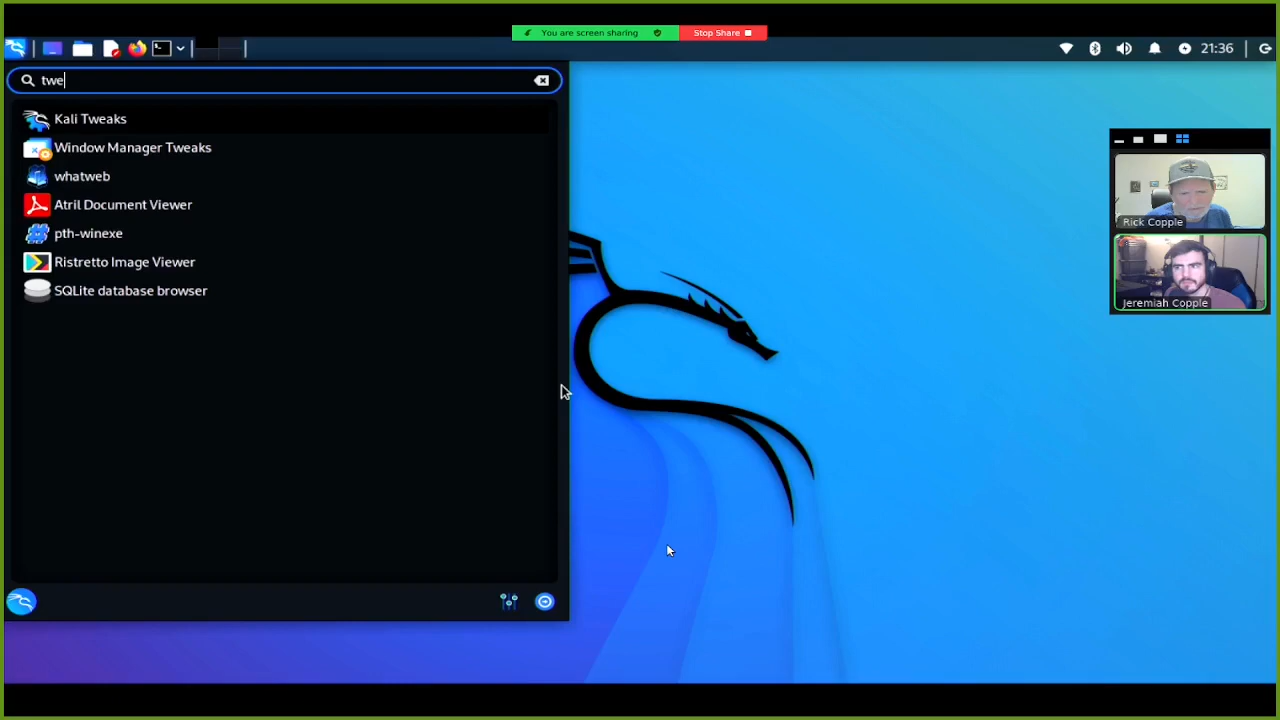 You are screen sharing
Stop Share
21:36
twe
Kali Tweaks
Window Manager Tweaks
whatweb
Atril Document Viewer
pth-winexe
Ristretto Image Viewer
SQLite database browser
Rick Copple
Jeremiah Copple